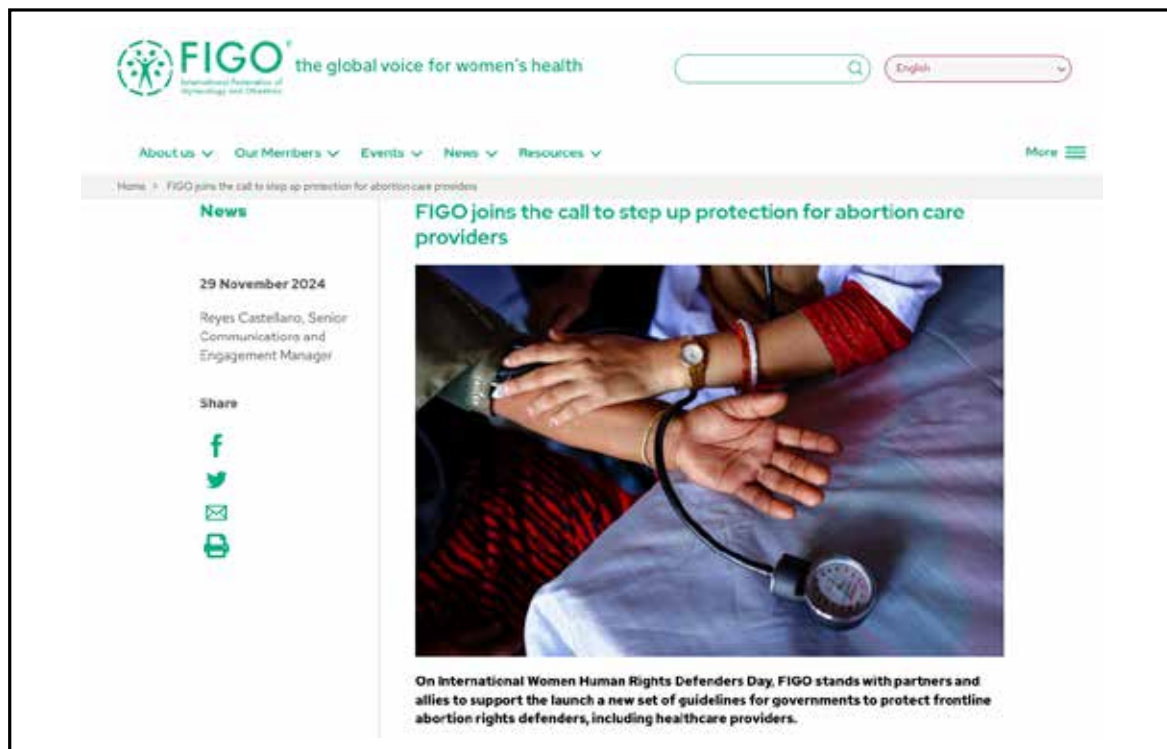 FIGO
the global voice for women's health
International Federation of
Gynecology and Obstetrics
English
About us
Our Members
Events
News
Resources
More
Home > FIGO joins the call to step up protection for abortion care providers
News
29 November 2024
Reyes Castellano, Senior
Communications and
Engagement Manager
Share
FIGO joins the call to step up protection for abortion care
providers
On International Women Human Rights Defenders Day, FIGO stands with partners and
allies to support the launch a new set of guidelines for governments to protect frontline
abortion rights defenders, including healthcare providers.